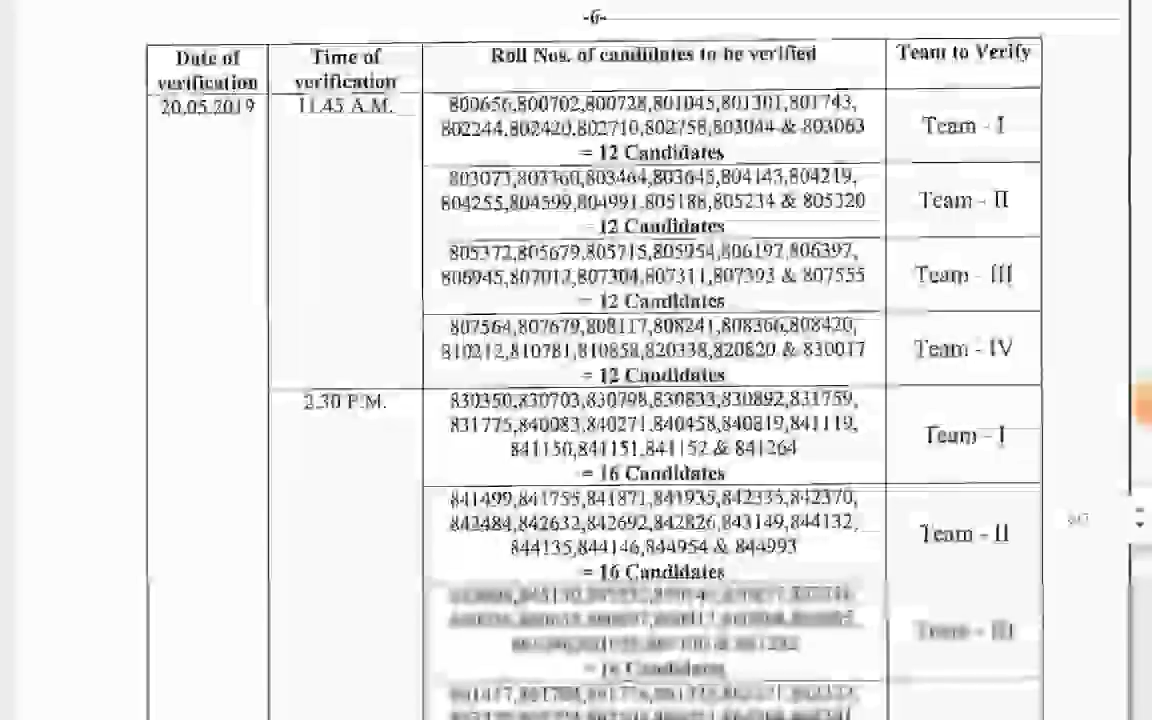 -6-
Date of verification Time of verification Roll Nos. of candidates to be verified Team to Verify
20.05.2019 11.45 A.M. 800656,800702,800728,801045,801301,801743,
802244,802420,802710,802758,803044 & 803063
= 12 Candidates
Team - I
803073,803360,803464,803645,804143,804219,
804255,804599,804991,805188,805234 & 805320
= 12 Candidates
Team - II
805372,805679,805715,805954,806197,806397,
806945,807012,807304,807311,807393 & 807555
= 12 Candidates
Team - III
807564,807679,808117,808241,808366,808420,
810212,810781,810858,820338,820820 & 830017
= 12 Candidates
Team - IV
2.30 P.M. 830350,830703,830798,830833,830892,831759,
831775,840083,840271,840458,840819,841119,
841150,841151,841152 & 841264
= 16 Candidates
Team - I
841499,841755,841871,841935,842335,842370,
842484,842632,842692,842826,843149,844132,
844135,844146,844954 & 844993
= 16 Candidates
Team - II
Candidates
Team - III